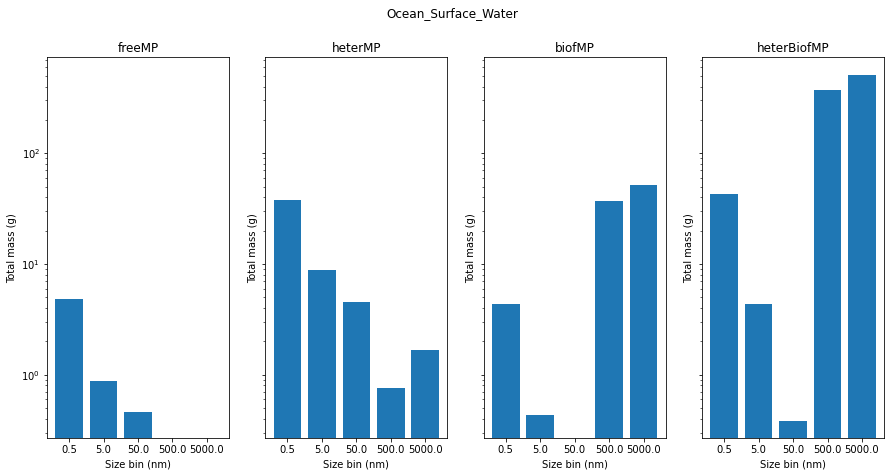 Ocean_Surface_Water
freeMP
heterMP
biofMP
heterBiofMP
Total mass (g)
10²
10¹
10⁰
0.5 5.0 50.0 500.0 5000.0
Size bin (nm)
Total mass (g)
0.5 5.0 50.0 500.0 5000.0
Size bin (nm)
Total mass (g)
0.5 5.0 50.0 500.0 5000.0
Size bin (nm)
Total mass (g)
0.5 5.0 50.0 500.0 5000.0
Size bin (nm)